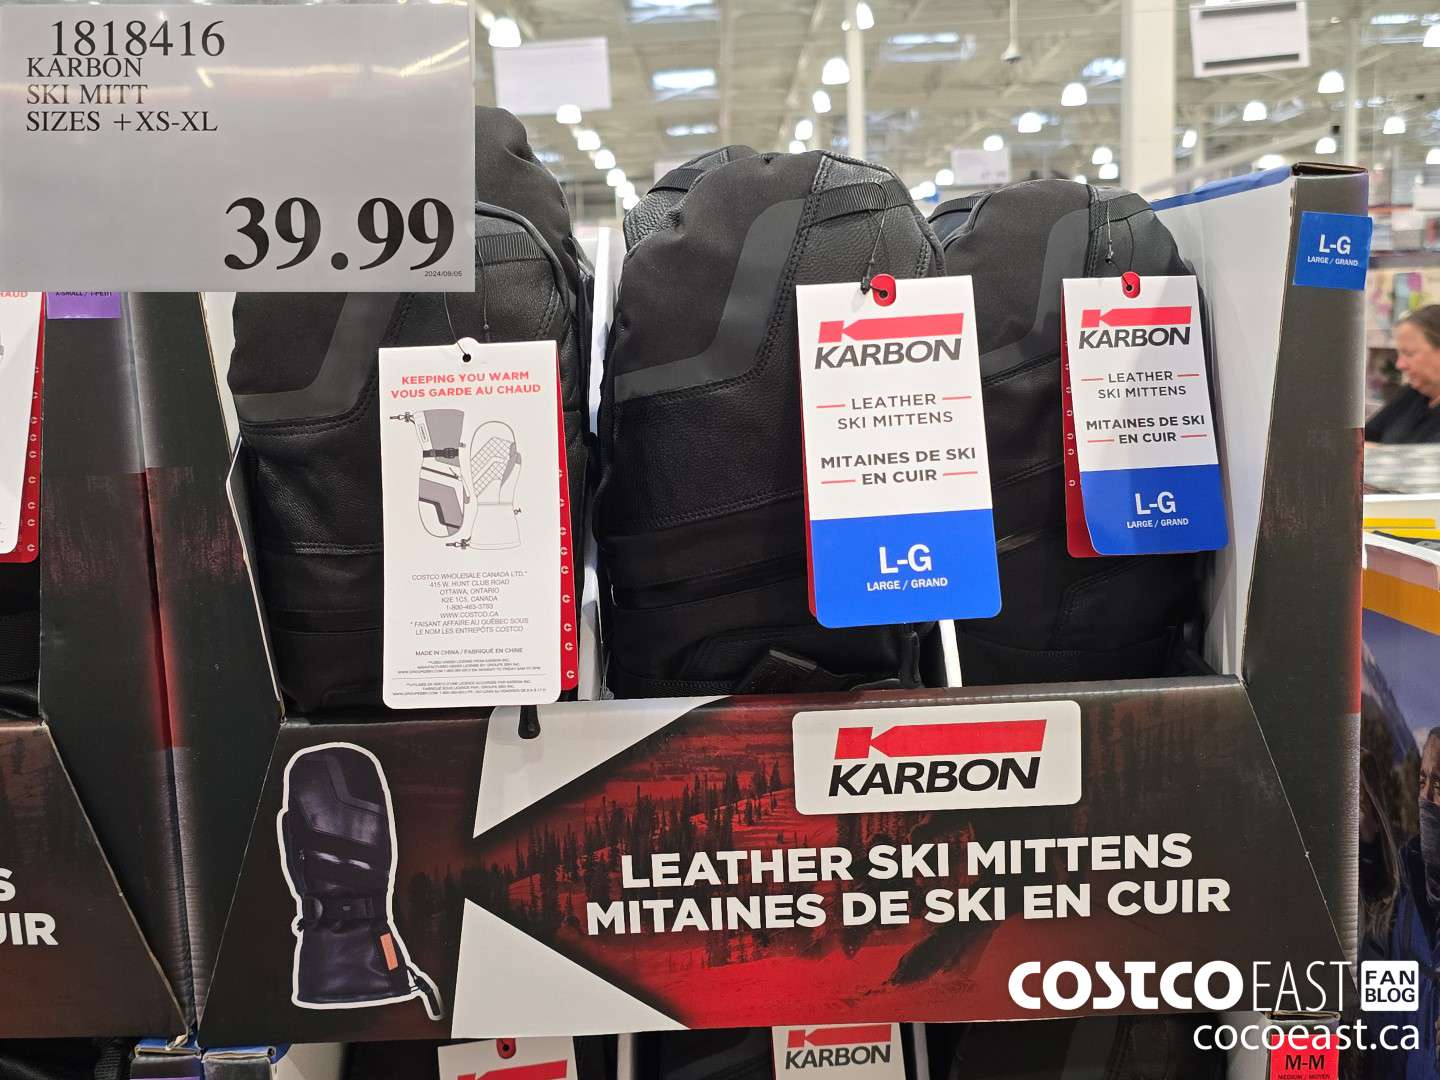 1818416
KARBON
SKI MITT
SIZES +XS-XL
39.99
2024/09/05
X-SMALL / T-PETIT
KEEPING YOU WARM
VOUS GARDE AU CHAUD
COSTCO WHOLESALE CANADA LTD.*
415 W. HUNT CLUB ROAD
OTTAWA, ONTARIO
K2E 1C5, CANADA
1-800-463-3783
WWW.COSTCO.CA
* FAISANT AFFAIRE AU QUÉBEC SOUS
LE NOM LES ENTREPÔTS COSTCO
MADE IN CHINA / FABRIQUÉ EN CHINE
KARBON
LEATHER
SKI MITTENS
MITAINES DE SKI
EN CUIR
L-G
LARGE / GRAND
KARBON
LEATHER
SKI MITTENS
MITAINES DE SKI
EN CUIR
L-G
LARGE / GRAND
L-G
LARGE / GRAND
KARBON
LEATHER SKI MITTENS
MITAINES DE SKI EN CUIR
S
UIR
COSTCO EAST FAN BLOG
cocoeast.ca
KARBON
M-M
MEDIUM / MOYEN